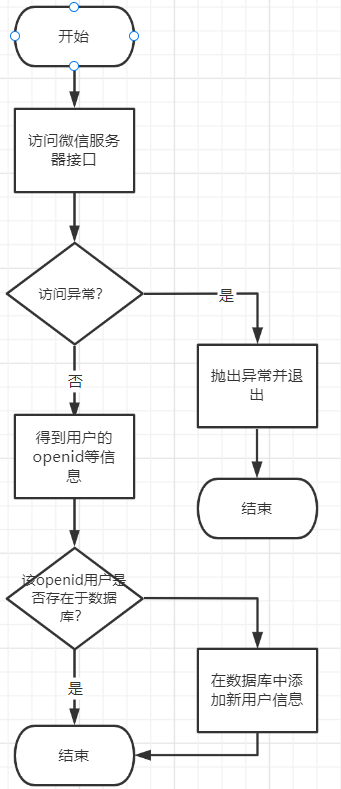 开始
访问微信服务
器接口
访问异常？
是
抛出异常并退
出
否
得到用户的
openid等信
息
结束
该openid用户是
否存在于数据
库？
在数据库中添
加新用户信息
是
结束